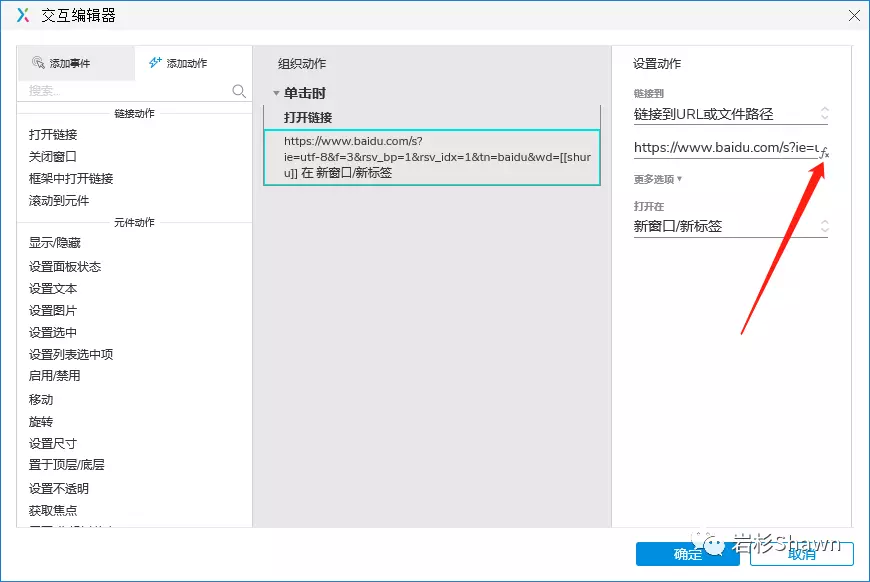 交互编辑器
添加事件
添加动作
搜索...
链接动作
打开链接
关闭窗口
框架中打开链接
滚动到元件
元件动作
显示/隐藏
设置面板状态
设置文本
设置图片
设置选中
设置列表选中项
启用/禁用
移动
旋转
设置尺寸
置于顶层/底层
设置不透明
获取焦点
组织动作
单击时
打开链接
https://www.baidu.com/s?
ie=utf-8&f=3&rsv_bp=1&rsv_idx=1&tn=baidu&wd=[[shur
u]] 在 新窗口/新标签
设置动作
链接到
链接到URL或文件路径
https://www.baidu.com/s?ie=u
fx
更多选项
打开在
新窗口/新标签
确定
取消
岩杉Shawn